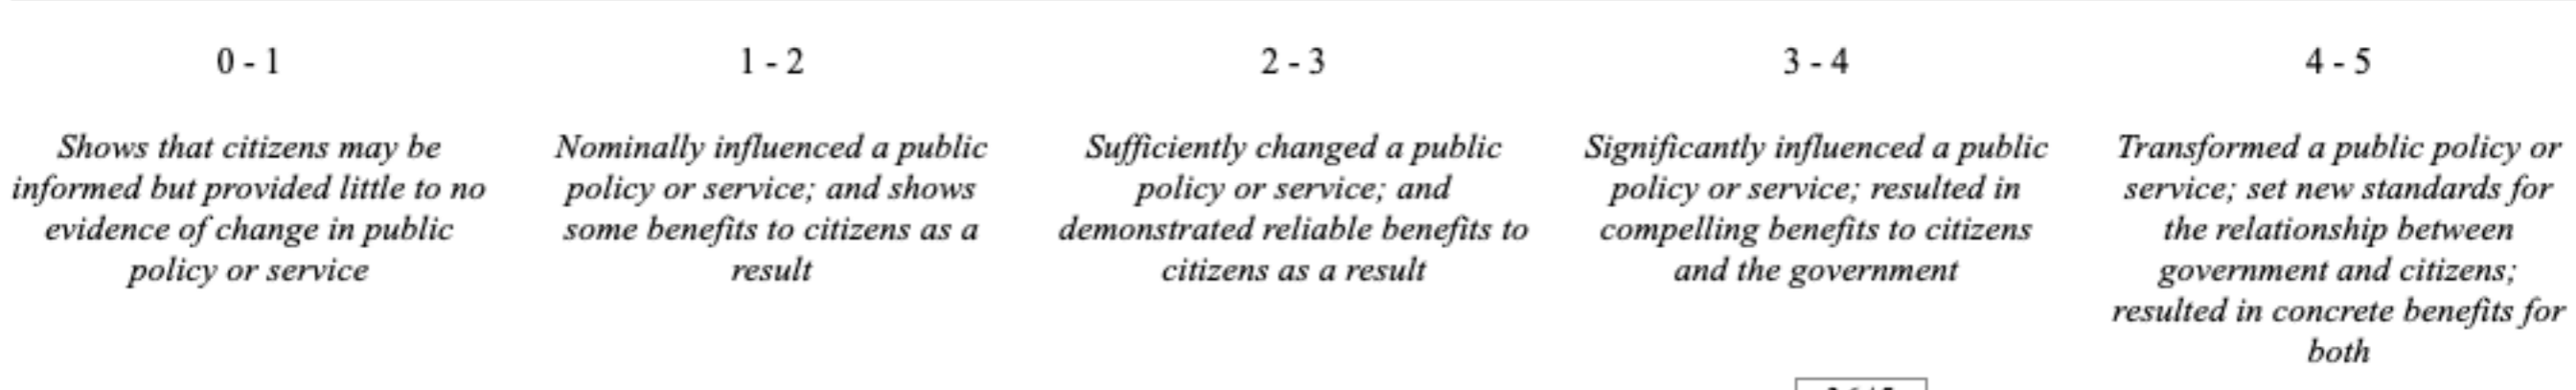 0 - 1
Shows that citizens may be
informed but provided little to no
evidence of change in public
policy or service
1 - 2
Nominally influenced a public
policy or service; and shows
some benefits to citizens as a
result
2 - 3
Sufficiently changed a public
policy or service; and
demonstrated reliable benefits to
citizens as a result
3 - 4
Significantly influenced a public
policy or service; resulted in
compelling benefits to citizens
and the government
4 - 5
Transformed a public policy or
service; set new standards for
the relationship between
government and citizens;
resulted in concrete benefits for
both